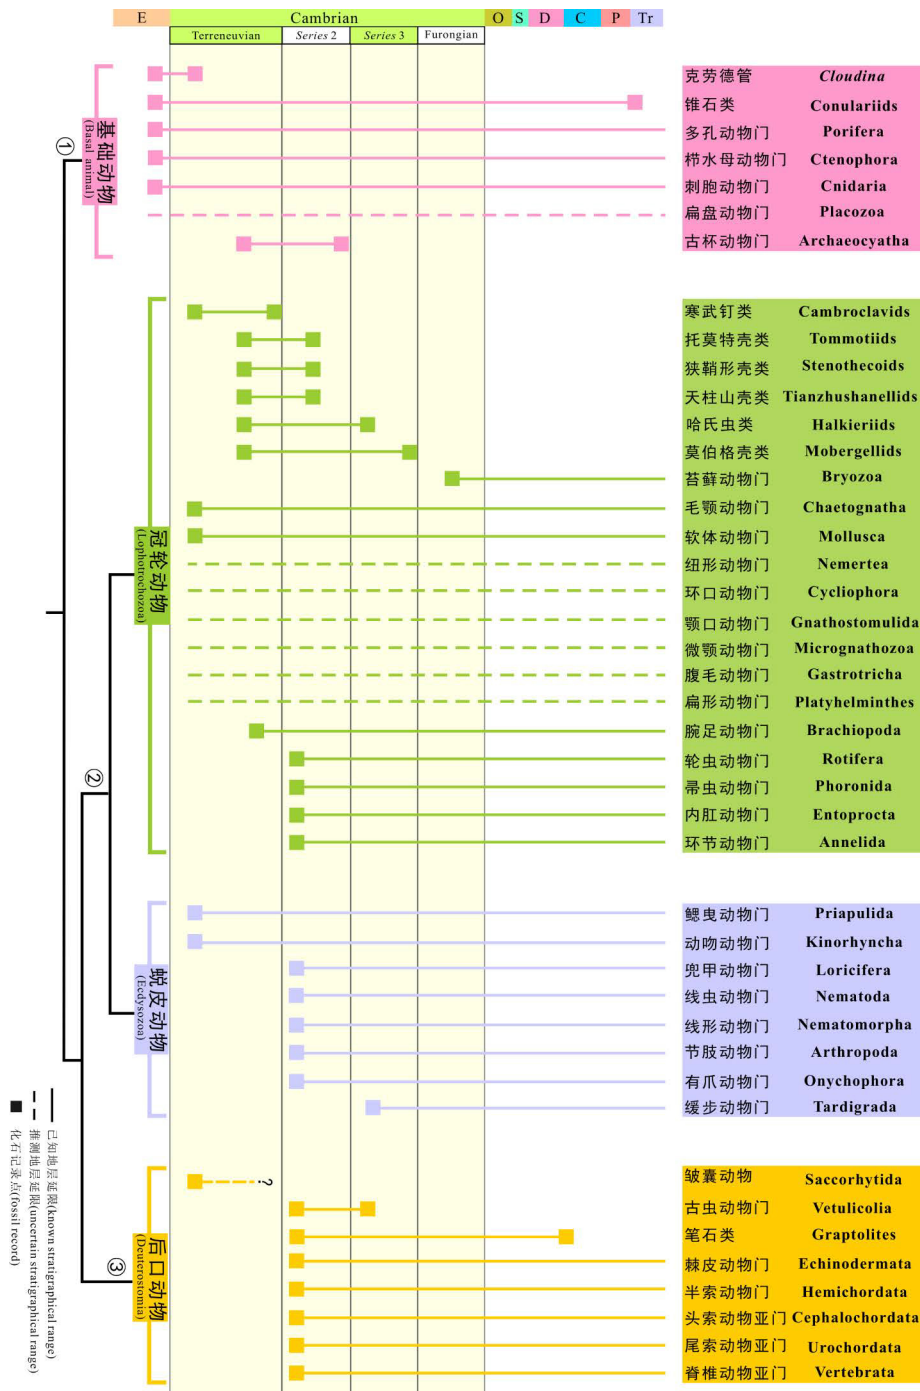 E
Cambrian
O
S
D
C
P
Tr
Terreneuvian
Series 2
Series 3
Furongian
①
基础动物
(Basal animal)
克劳德管 Cloudina
锥石类 Conulariids
多孔动物门 Porifera
栉水母动物门 Ctenophora
刺胞动物门 Cnidaria
扁盘动物门 Placozoa
古杯动物门 Archaeocyatha
冠轮动物
(Lophotrochozoa)
寒武钉类 Cambroclavids
托莫特壳类 Tommotiids
狭鞘形壳类 Stenothecoids
天柱山壳类 Tianzhushanellids
哈氏虫类 Halkieriids
莫伯格壳类 Mobergellids
苔藓动物门 Bryozoa
毛颚动物门 Chaetognatha
软体动物门 Mollusca
纽形动物门 Nemertea
环口动物门 Cycliophora
颚口动物门 Gnathostomulida
微颚动物门 Micrognathozoa
腹毛动物门 Gastrotricha
扁形动物门 Platyhelminthes
腕足动物门 Brachiopoda
轮虫动物门 Rotifera
帚虫动物门 Phoronida
内肛动物门 Entoprocta
环节动物门 Annelida
②
蜕皮动物
(Ecdysozoa)
鳃曳动物门 Priapulida
动吻动物门 Kinorhyncha
兜甲动物门 Loricifera
线虫动物门 Nematoda
线形动物门 Nematomorpha
节肢动物门 Arthropoda
有爪动物门 Onychophora
缓步动物门 Tardigrada
③
后口动物
(Deuterostomia)
?
皱囊动物 Saccorhytida
古虫动物门 Vetulicolia
笔石类 Graptolites
棘皮动物门 Echinodermata
半索动物门 Hemichordata
头索动物亚门 Cephalochordata
尾索动物亚门 Urochordata
脊椎动物亚门 Vertebrata
已知地层延限(known stratigraphical range)
推测地层延限(uncertain stratigraphical range)
化石记录点(fossil record)